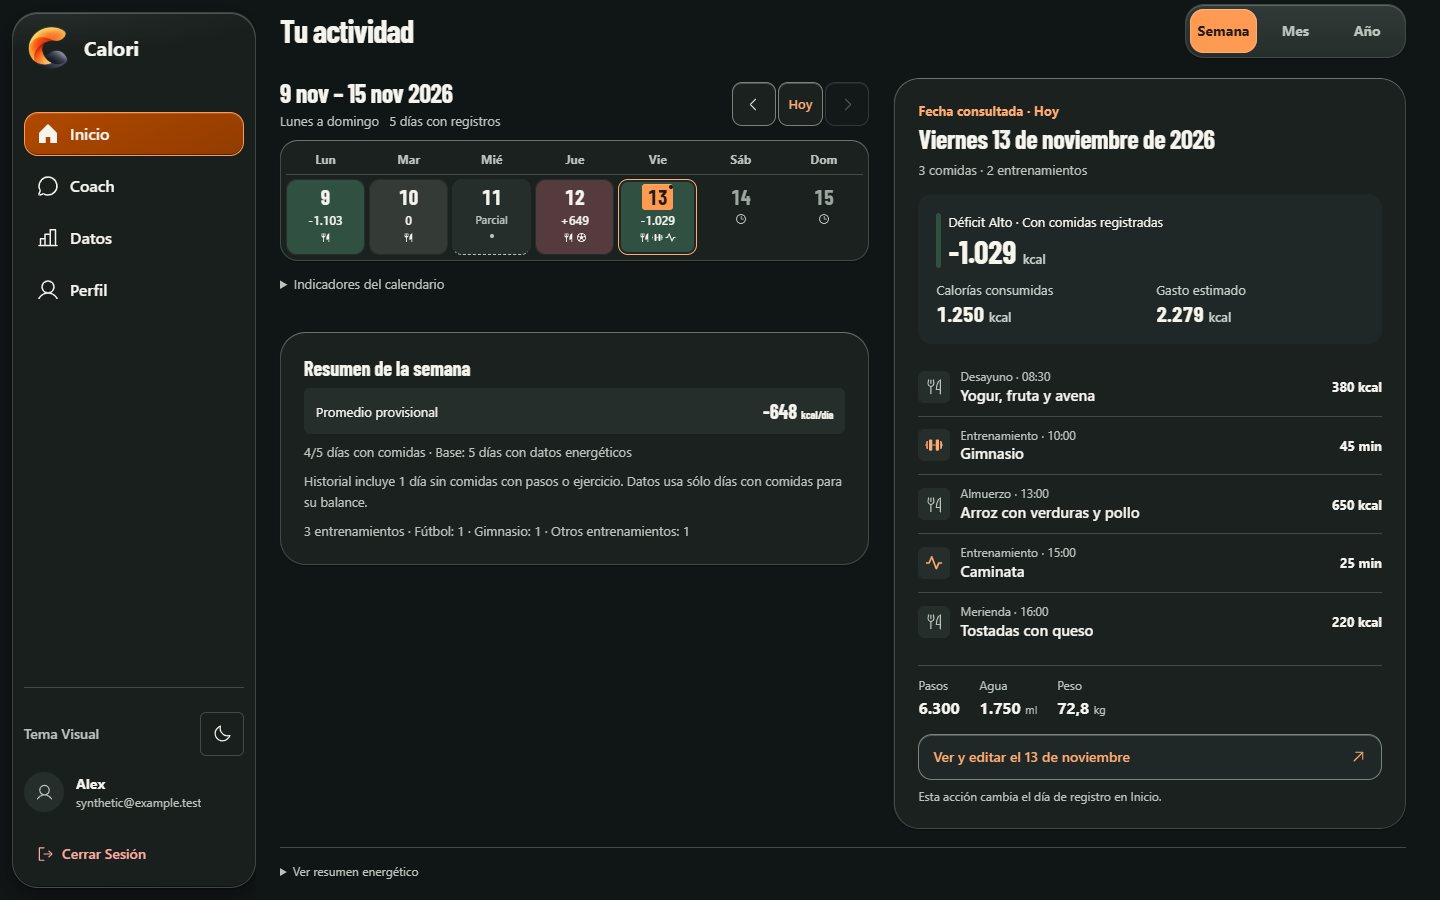 Calori
Inicio
Coach
Datos
Perfil
Tema Visual
Alex
synthetic@example.test
Cerrar Sesión
Tu actividad
Semana Mes Año
9 nov – 15 nov 2026
Lunes a domingo 5 días con registros
Hoy
Lun Mar Mié Jue Vie Sáb Dom
9 10 11 12 13 14 15
-1.103 0 Parcial +649 -1.029
Indicadores del calendario
Resumen de la semana
Promedio provisional -648 kcal/día
4/5 días con comidas · Base: 5 días con datos energéticos
Historial incluye 1 día sin comidas con pasos o ejercicio. Datos usa sólo días con comidas para
su balance.
3 entrenamientos · Fútbol: 1 · Gimnasio: 1 · Otros entrenamientos: 1
Fecha consultada · Hoy
Viernes 13 de noviembre de 2026
3 comidas · 2 entrenamientos
Déficit Alto · Con comidas registradas
-1.029 kcal
Calorías consumidas Gasto estimado
1.250 kcal 2.279 kcal
Desayuno · 08:30
Yogur, fruta y avena 380 kcal
Entrenamiento · 10:00
Gimnasio 45 min
Almuerzo · 13:00
Arroz con verduras y pollo 650 kcal
Entrenamiento · 15:00
Caminata 25 min
Merienda · 16:00
Tostadas con queso 220 kcal
Pasos Agua Peso
6.300 1.750 ml 72,8 kg
Ver y editar el 13 de noviembre
Esta acción cambia el día de registro en Inicio.
Ver resumen energético